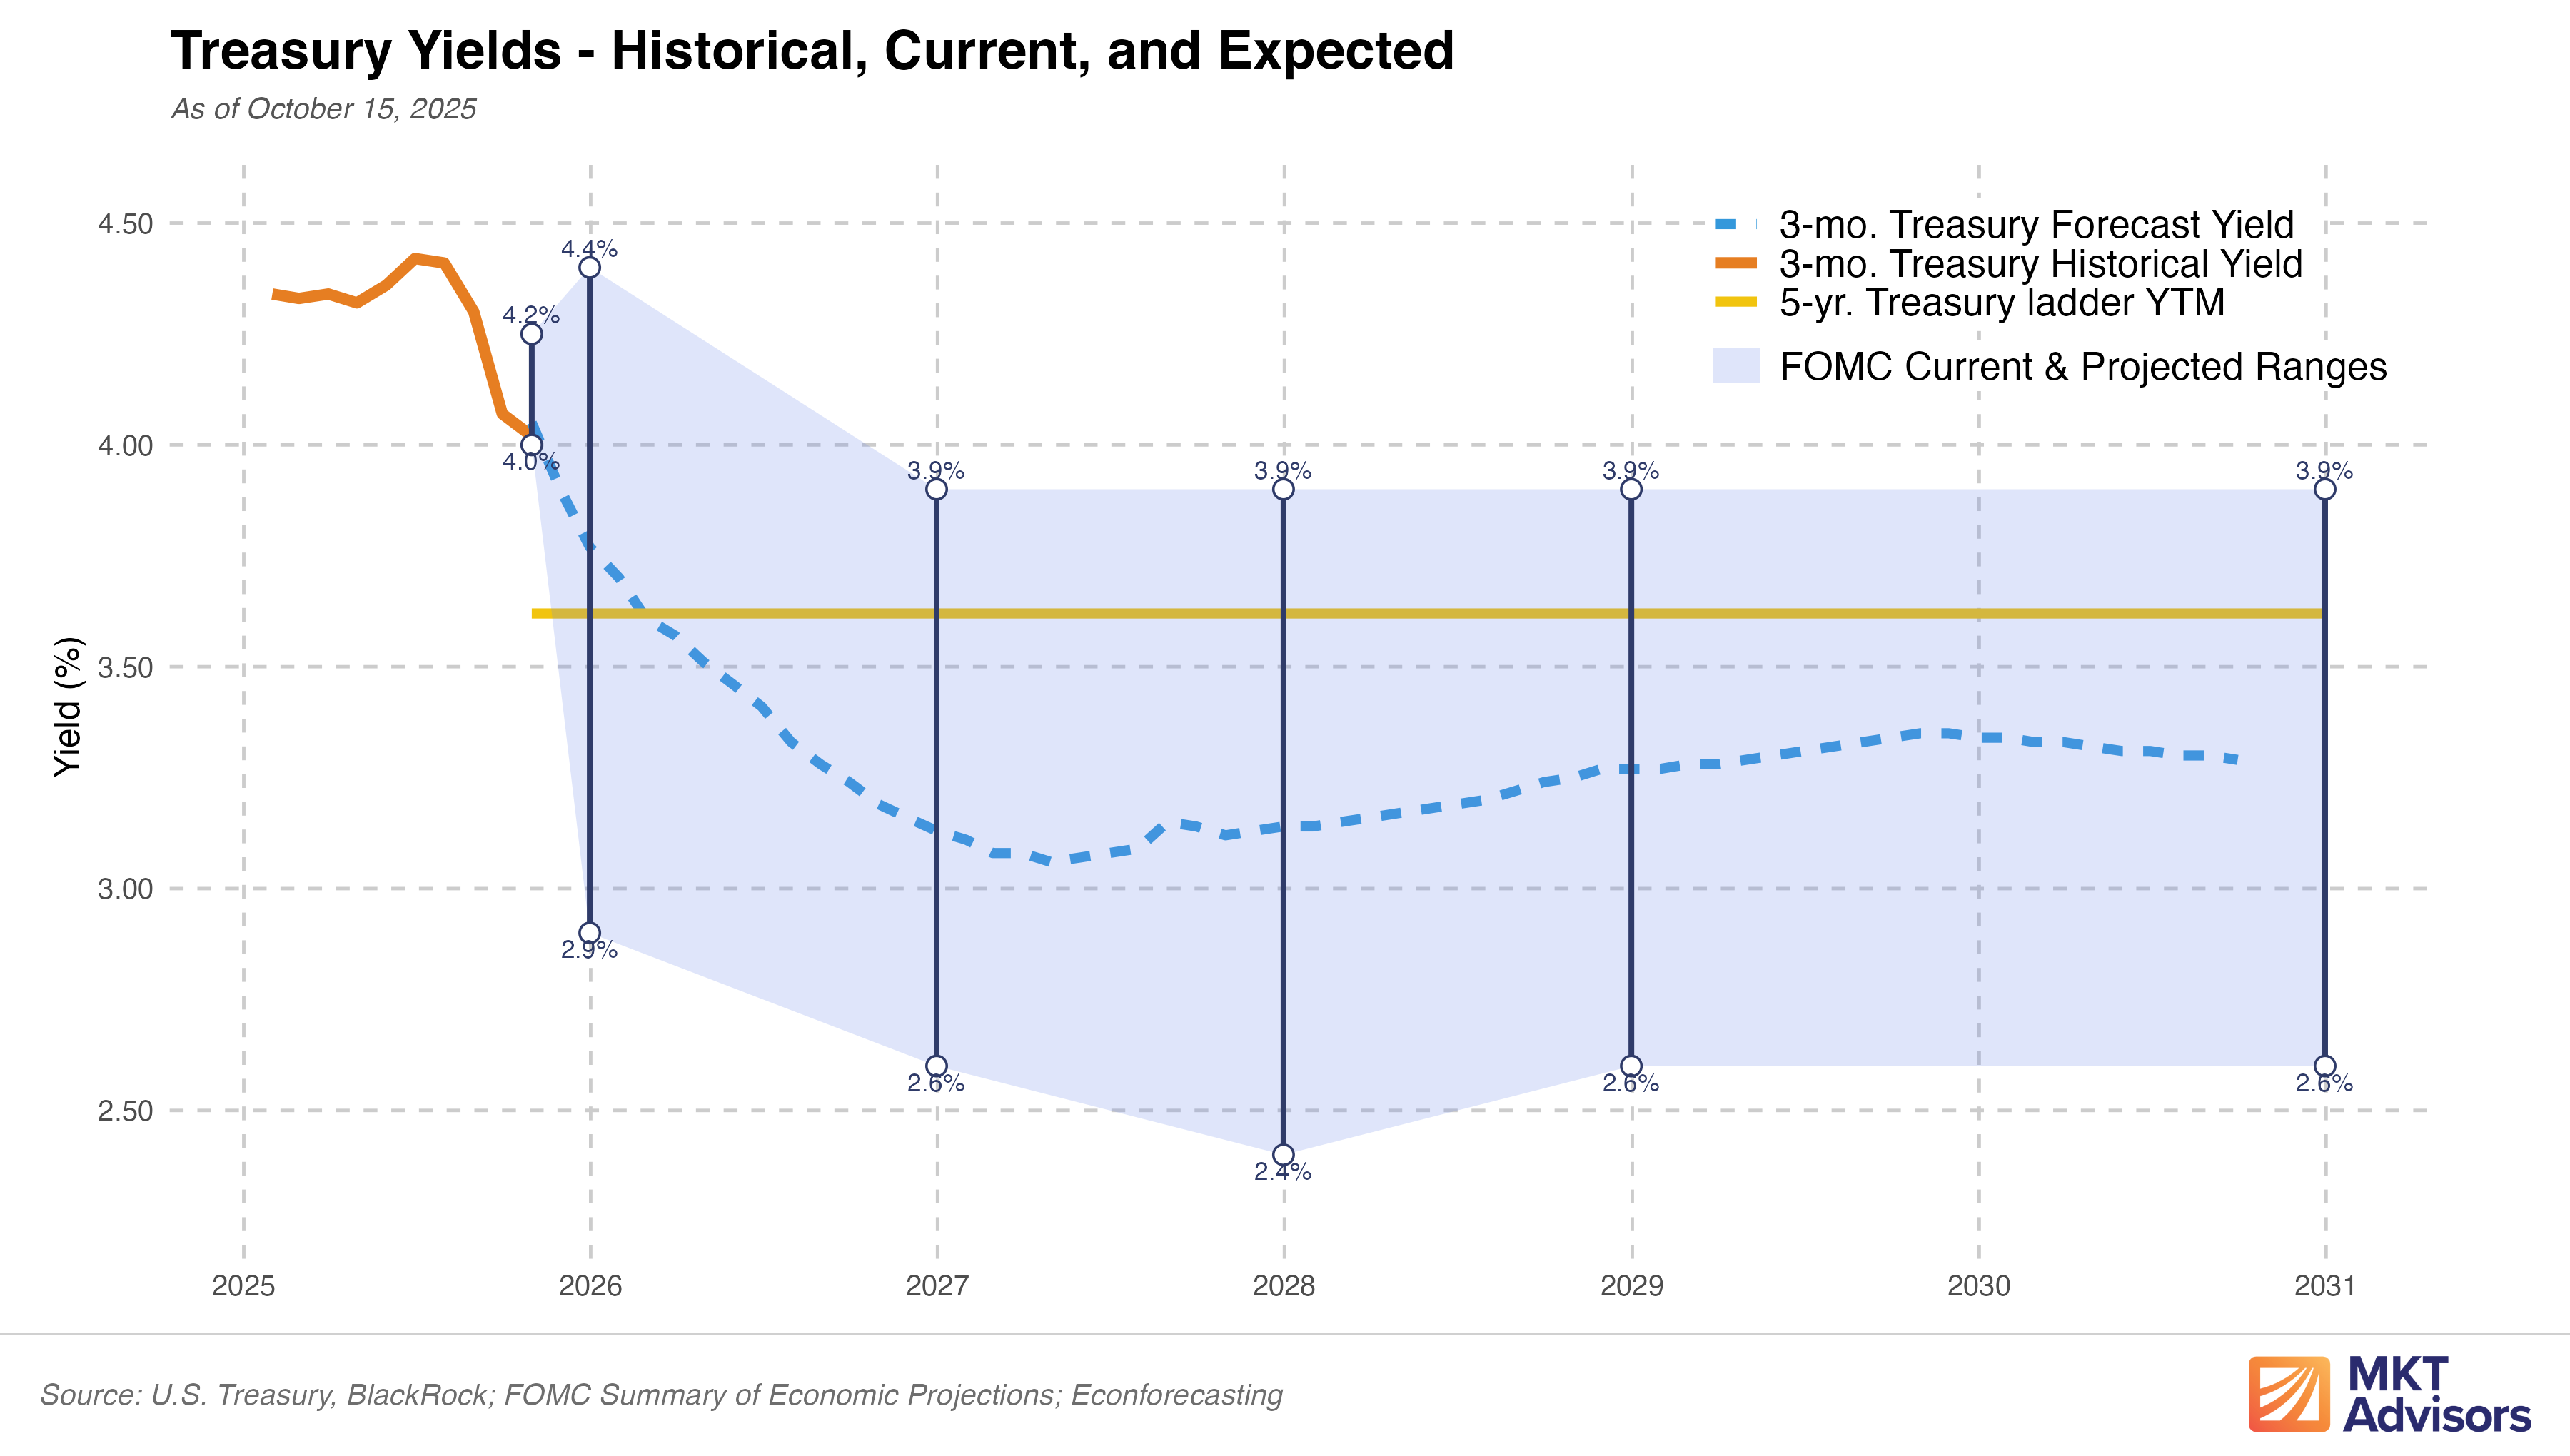 Treasury Yields - Historical, Current, and Expected
As of October 15, 2025
3-mo. Treasury Forecast Yield
3-mo. Treasury Historical Yield
5-yr. Treasury ladder YTM
FOMC Current & Projected Ranges
Yield (%)
4.50
4.00
3.50
3.00
2.50
4.2%
4.4%
3.9%
3.9%
3.9%
3.9%
4.0%
2.9%
2.6%
2.4%
2.6%
2.6%
2025
2026
2027
2028
2029
2030
2031
Source: U.S. Treasury, BlackRock; FOMC Summary of Economic Projections; Econforecasting
MKT
Advisors